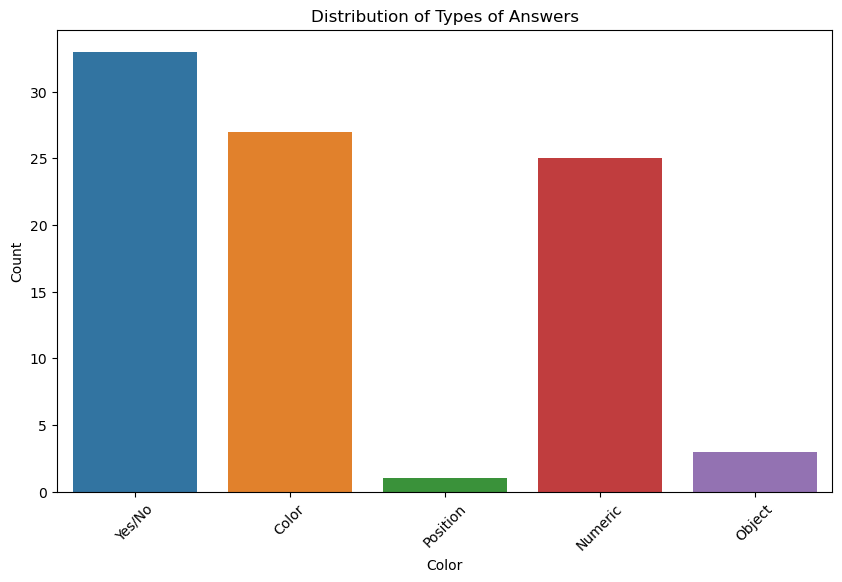 Distribution of Types of Answers
Count
30
25
20
15
10
5
0
Yes/No
Color
Position
Numeric
Object
Color